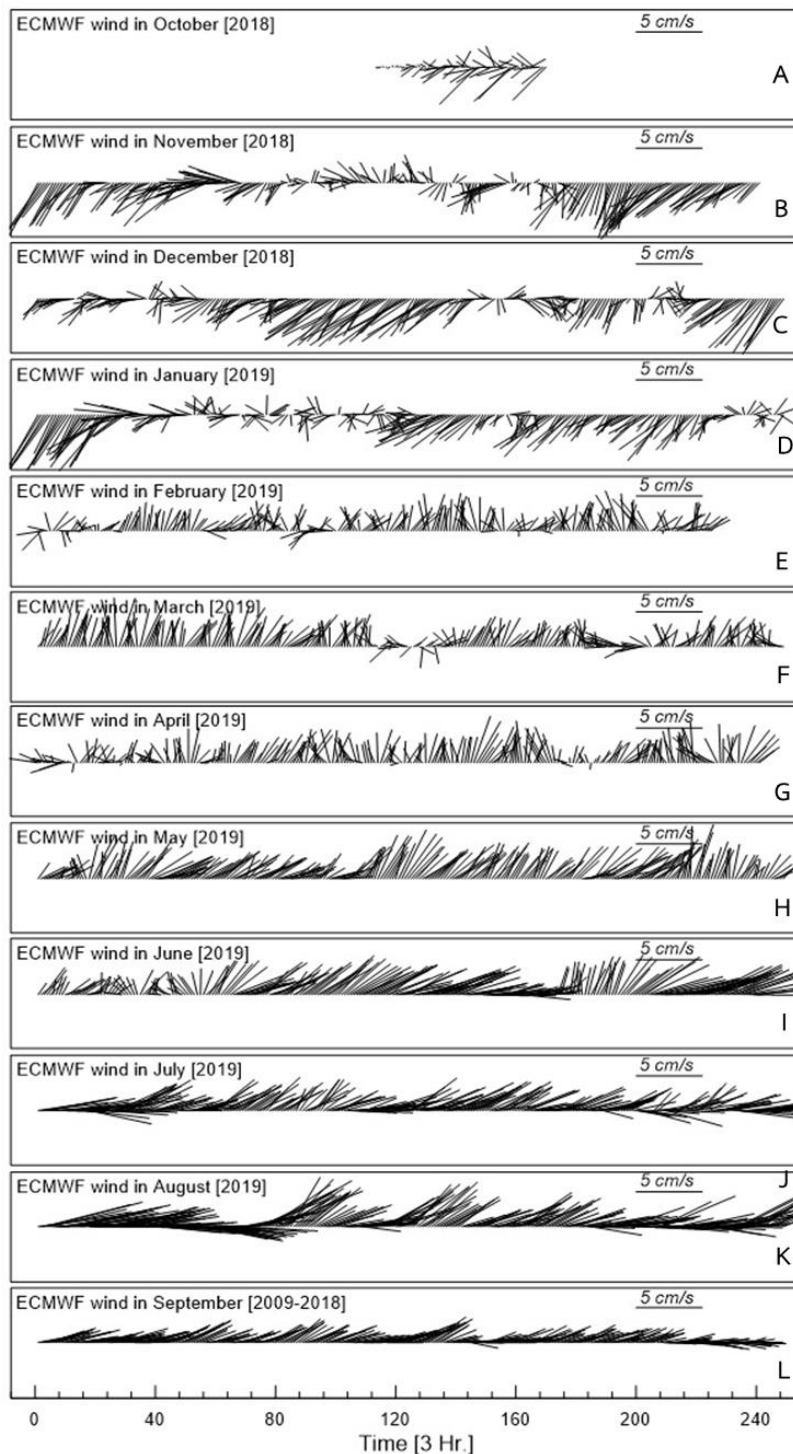 ECMWF wind in October [2018]
5 cm/s
A
ECMWF wind in November [2018]
5 cm/s
B
ECMWF wind in December [2018]
5 cm/s
C
ECMWF wind in January [2019]
5 cm/s
D
ECMWF wind in February [2019]
5 cm/s
E
ECMWF wind in March [2019]
5 cm/s
F
ECMWF wind in April [2019]
5 cm/s
G
ECMWF wind in May [2019]
5 cm/s
H
ECMWF wind in June [2019]
5 cm/s
I
ECMWF wind in July [2019]
5 cm/s
J
ECMWF wind in August [2019]
5 cm/s
K
ECMWF wind in September [2009-2018]
5 cm/s
L
0 40 80 120 160 200 240
Time [3 Hr.]